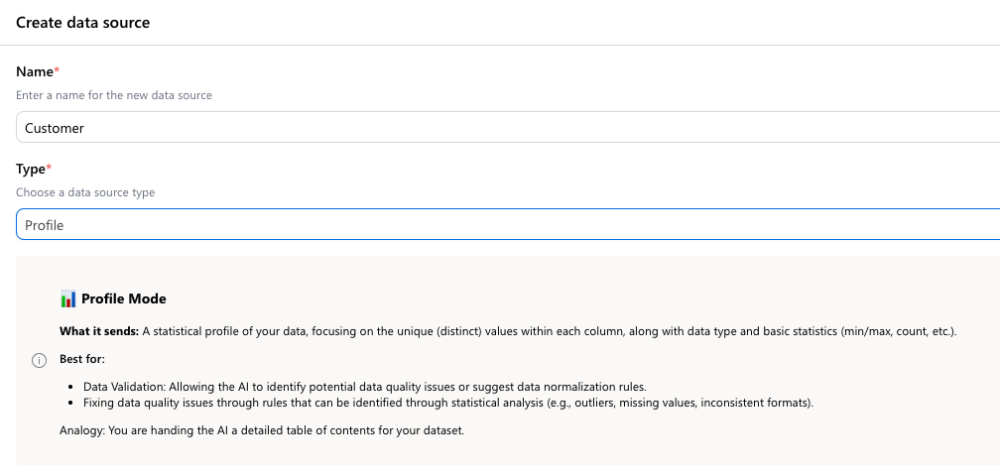 Create data source
Name*
Enter a name for the new data source
Customer
Type*
Choose a data source type
Profile
Profile Mode
What it sends: A statistical profile of your data, focusing on the unique (distinct) values within each column, along with data type and basic statistics (min/max, count, etc.).
Best for:
• Data Validation: Allowing the AI to identify potential data quality issues or suggest data normalization rules.
• Fixing data quality issues through rules that can be identified through statistical analysis (e.g., outliers, missing values, inconsistent formats).
Analogy: You are handing the AI a detailed table of contents for your dataset.